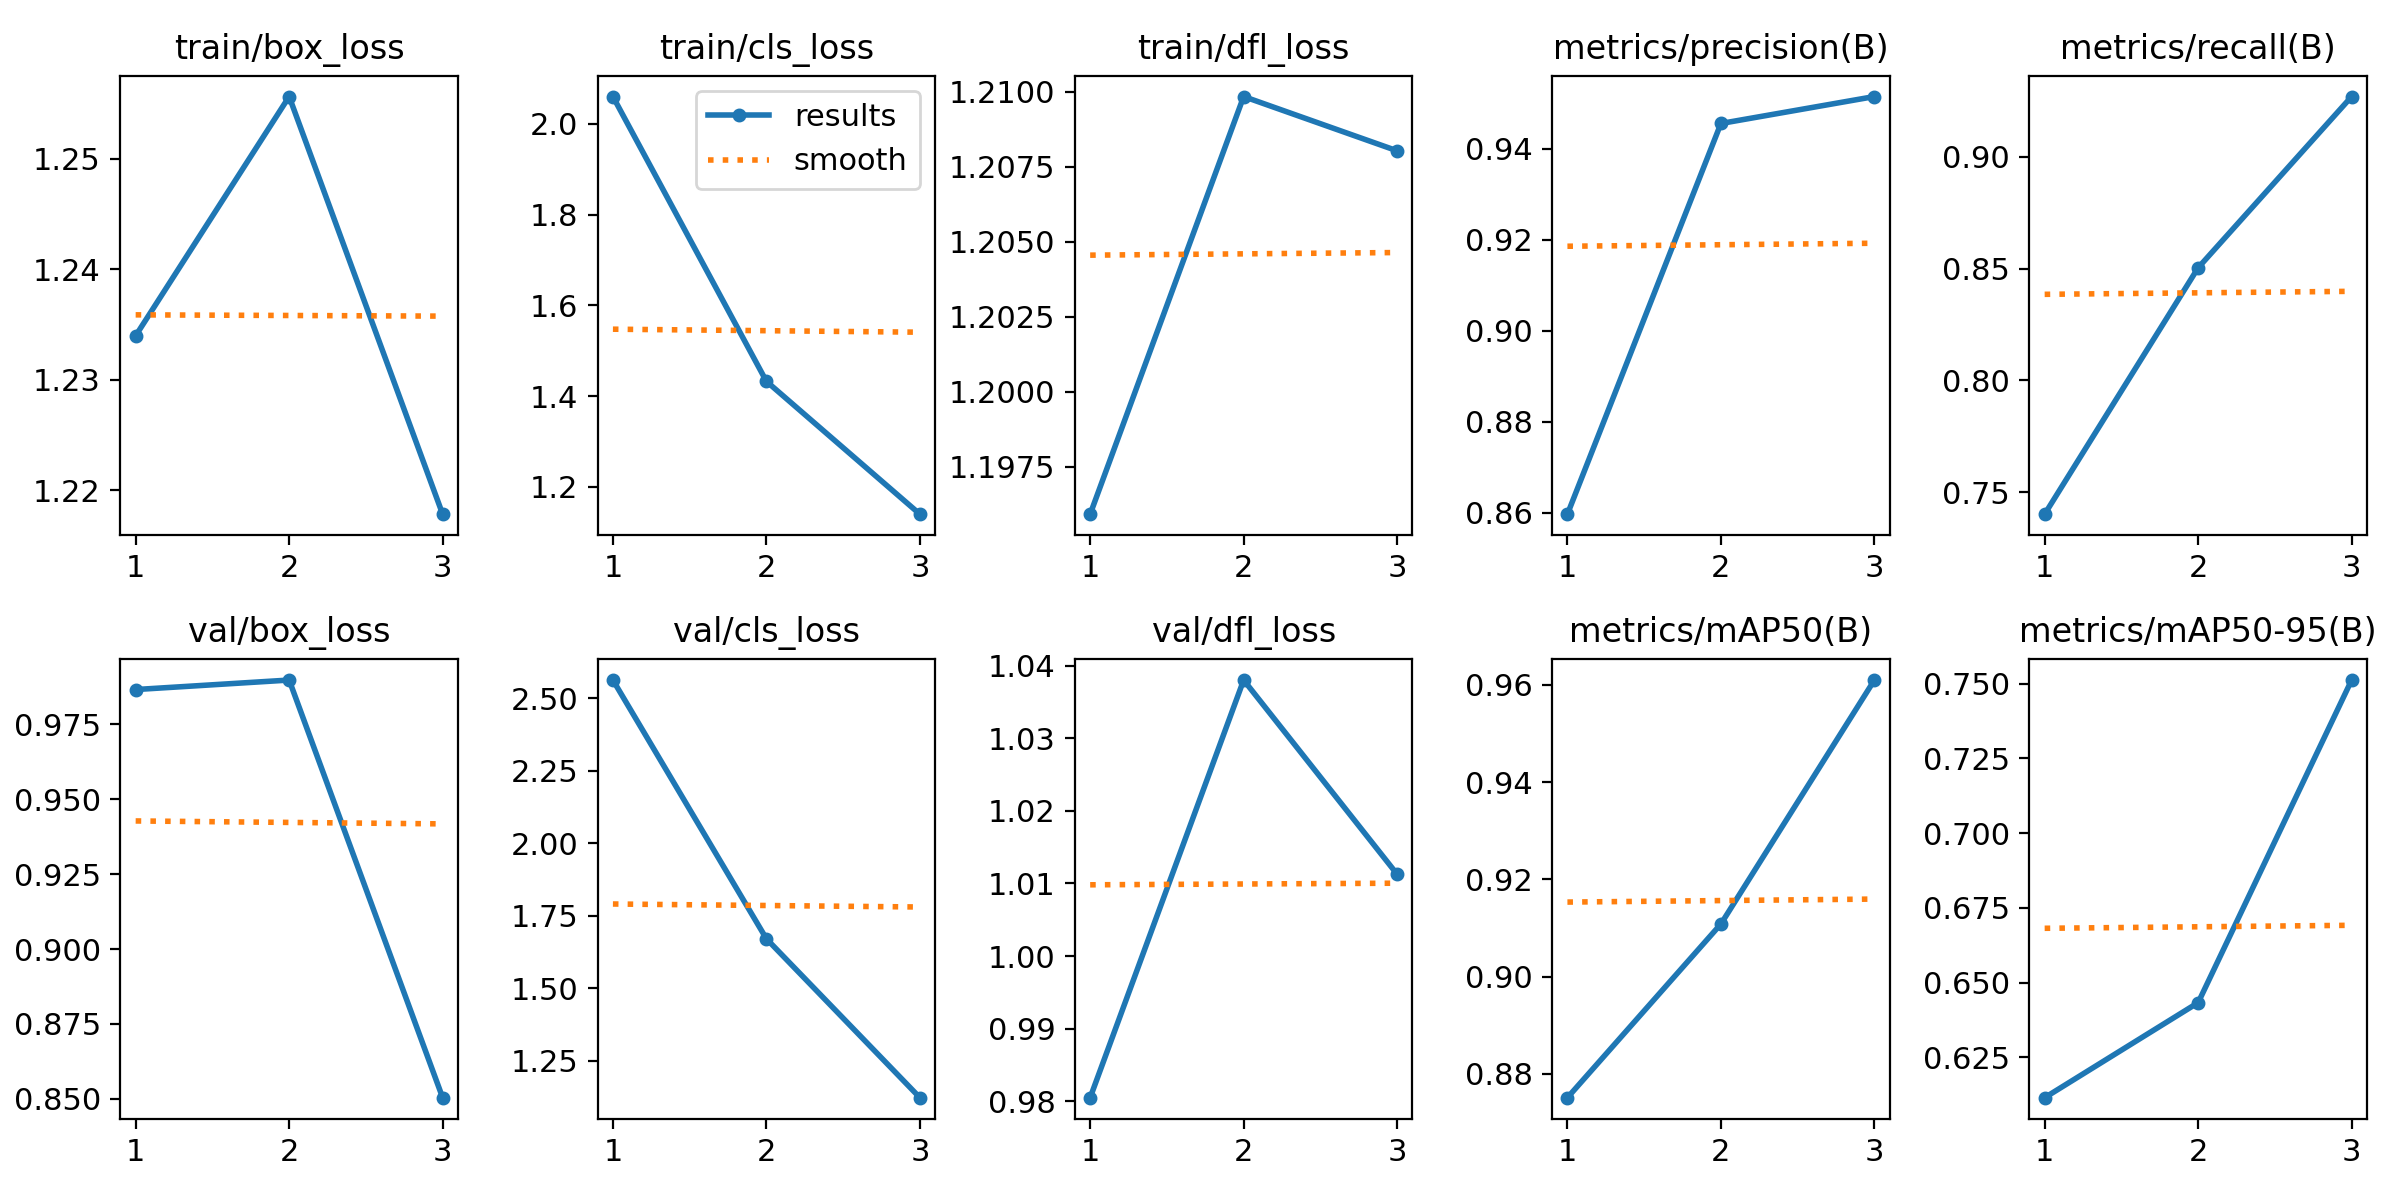 train/box_loss
1.25
1.24
1.23
1.22
1 2 3
train/cls_loss
results
smooth
2.0
1.8
1.6
1.4
1.2
1 2 3
train/dfl_loss
1.2100
1.2075
1.2050
1.2025
1.2000
1.1975
1 2 3
metrics/precision(B)
0.94
0.92
0.90
0.88
0.86
1 2 3
metrics/recall(B)
0.90
0.85
0.80
0.75
1 2 3
val/box_loss
0.975
0.950
0.925
0.900
0.875
0.850
1 2 3
val/cls_loss
2.50
2.25
2.00
1.75
1.50
1.25
1 2 3
val/dfl_loss
1.04
1.03
1.02
1.01
1.00
0.99
0.98
1 2 3
metrics/mAP50(B)
0.96
0.94
0.92
0.90
0.88
1 2 3
metrics/mAP50-95(B)
0.750
0.725
0.700
0.675
0.650
0.625
1 2 3